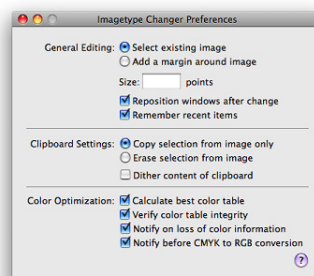 Imagetype Changer Preferences
General Editing: Select existing image
Add a margin around image
Size: points
Reposition windows after change
Remember recent items
Clipboard Settings: Copy selection from image only
Erase selection from image
Dither content of clipboard
Color Optimization: Calculate best color table
Verify color table integrity
Notify on loss of color information
Notify before CMYK to RGB conversion
?